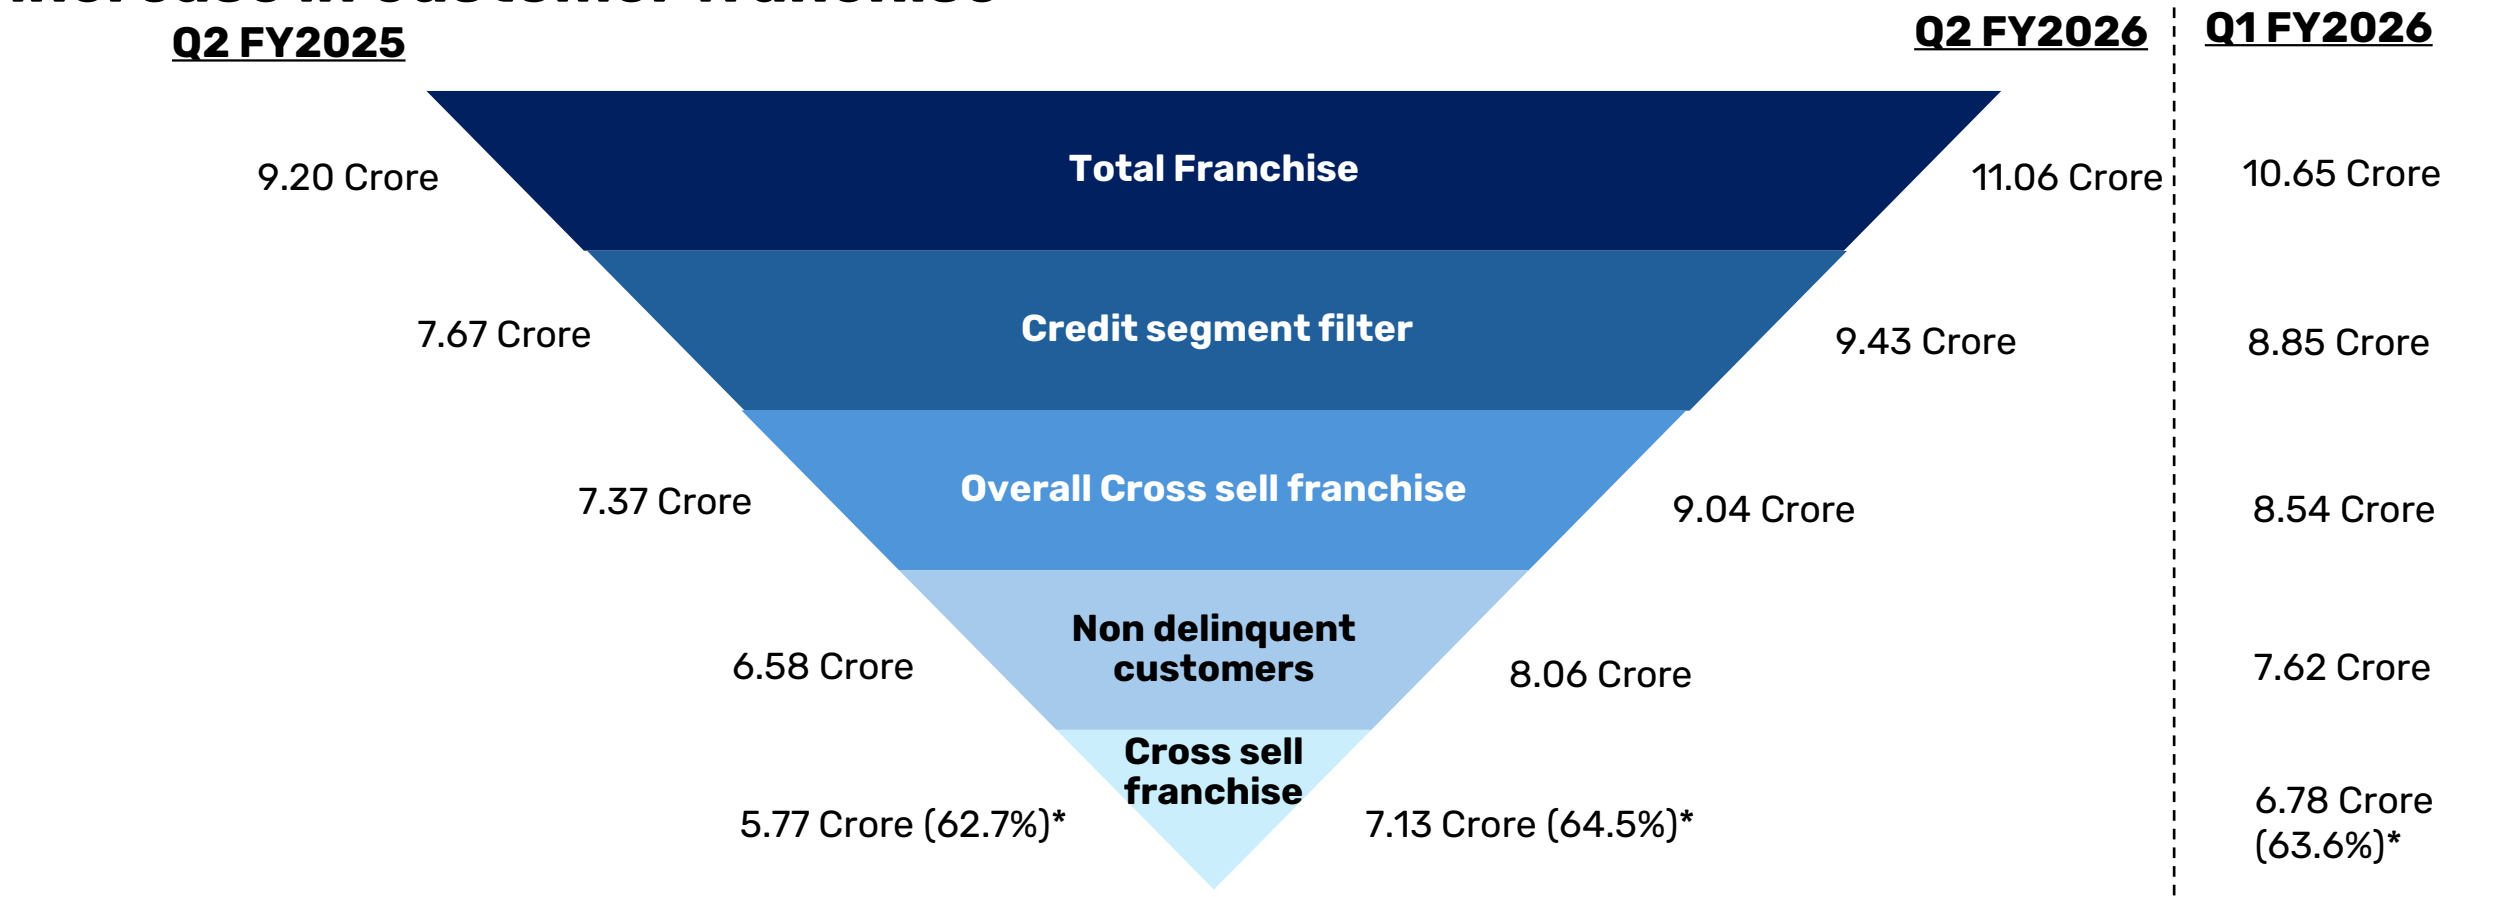 Q2 FY2025
Q2 FY2026
Q1 FY2026
9.20 Crore
Total Franchise
11.06 Crore
10.65 Crore
7.67 Crore
Credit segment filter
9.43 Crore
8.85 Crore
7.37 Crore
Overall Cross sell franchise
9.04 Crore
8.54 Crore
6.58 Crore
Non delinquent
customers
8.06 Crore
7.62 Crore
Cross sell
franchise
5.77 Crore (62.7%)*
7.13 Crore (64.5%)*
6.78 Crore
(63.6%)*